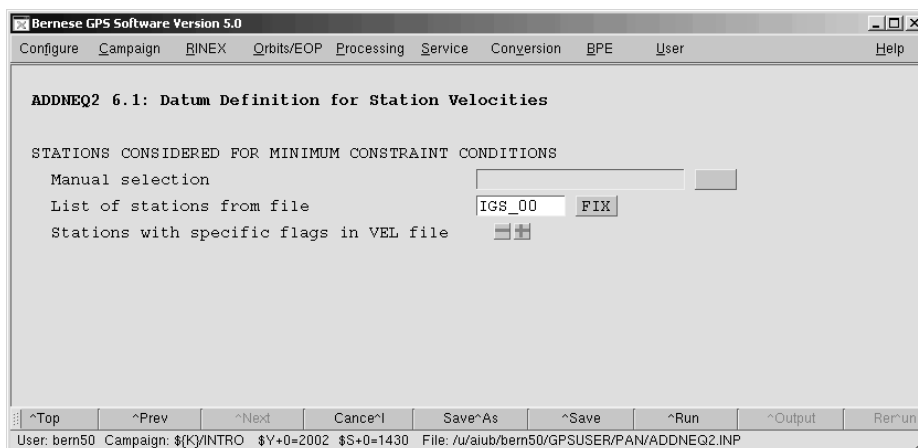 Bernese GPS Software Version 5.0
Configure Campaign RINEX Orbits/EOP Processing Service Conversion BPE User Help
ADDNEQ2 6.1: Datum Definition for Station Velocities
STATIONS CONSIDERED FOR MINIMUM CONSTRAINT CONDITIONS
Manual selection
List of stations from file IGS_00 FIX
Stations with specific flags in VEL file
^Top ^Prev ^Next Cance^l Save^As ^Save ^Run ^Output Rer^un
User: bern50 Campaign: ${K}/INTRO $Y+0=2002 $S+0=1430 File: /u/aiub/bern50/GPSUSER/PAN/ADDNEQ2.INP